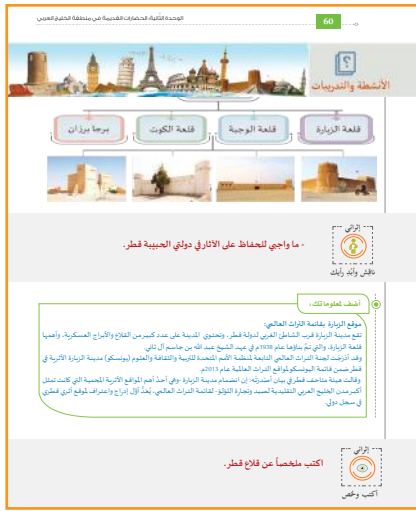 الوحدة الثانية: الحضارات القديمة في منطقة الخليج العربي
60
الأنشطة والتدريبات
قلعة الزبارة
قلعة الوجبة
قلعة الكوت
برجا برزان
إثرائي
- ما واجبي للحفاظ على الآثار في دولتي الحبيبة قطر.
ناقش وأبد رأيك
أضف لمعلوماتك:
موقع الزبارة بقائمة التراث العالمي:
تقع مدينة الزبارة قرب الشاطئ الغربي لدولة قطر، وتحتوي المدينة على عدد كبير من القلاع والأبراج العسكرية، وأهمها
قلعة الزبارة، والتي تم بناؤها عام 1938م في عهد الشيخ عبد الله بن جاسم آل ثاني.
وقد أدرجت لجنة التراث العالمي التابعة لمنظمة الأمم المتحدة للتربية والثقافة والعلوم (يونسكو) مدينة الزبارة الأثرية في
قطر ضمن قائمة اليونسكو لمواقع التراث العالمية عام 2013م.
وقالت هيئة متاحف قطر في بيان أصدرته: إن انضمام مدينة الزبارة -وهي أحد أهم المواقع الأثرية المحمية التي كانت تمثل
أكبر مدن الخليج العربي التقليدية لصيد وتجارة اللؤلؤ- لقائمة التراث العالمي، يُعدُّ أوّل إدراج واعتراف لموقع أثري قطري
في سجل دولي.
إثرائي
اكتب ملخصاً عن قلاع قطر.
أكتب وألخص